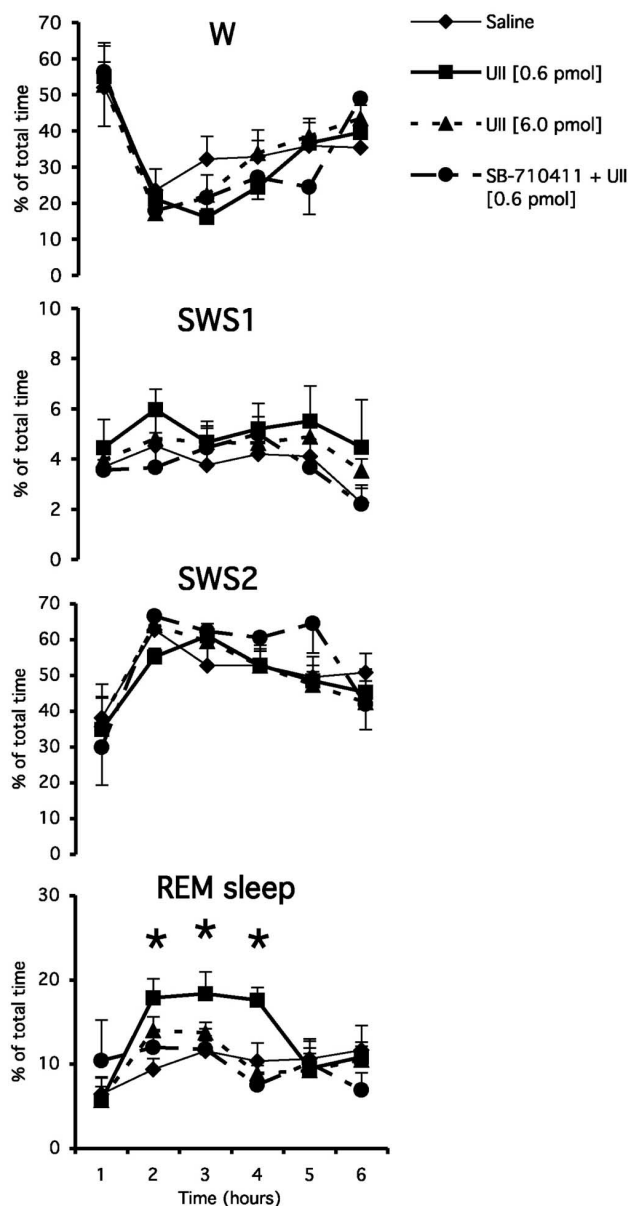 W
% of total time
70
60
50
40
30
20
10
0
Saline
UII [0.6 pmol]
UII [6.0 pmol]
SB-710411 + UII
[0.6 pmol]
SWS1
% of total time
10
8
6
4
2
0
SWS2
% of total time
70
60
50
40
30
20
10
0
REM sleep
% of total time
30
20
10
0
* * *
1 2 3 4 5 6
Time (hours)